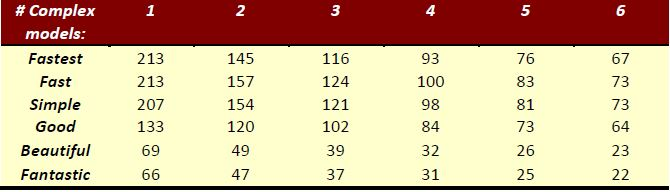 # Complex models: 1 2 3 4 5 6
Fastest 213 145 116 93 76 67
Fast 213 157 124 100 83 73
Simple 207 154 121 98 81 73
Good 133 120 102 84 73 64
Beautiful 69 49 39 32 26 23
Fantastic 66 47 37 31 25 22